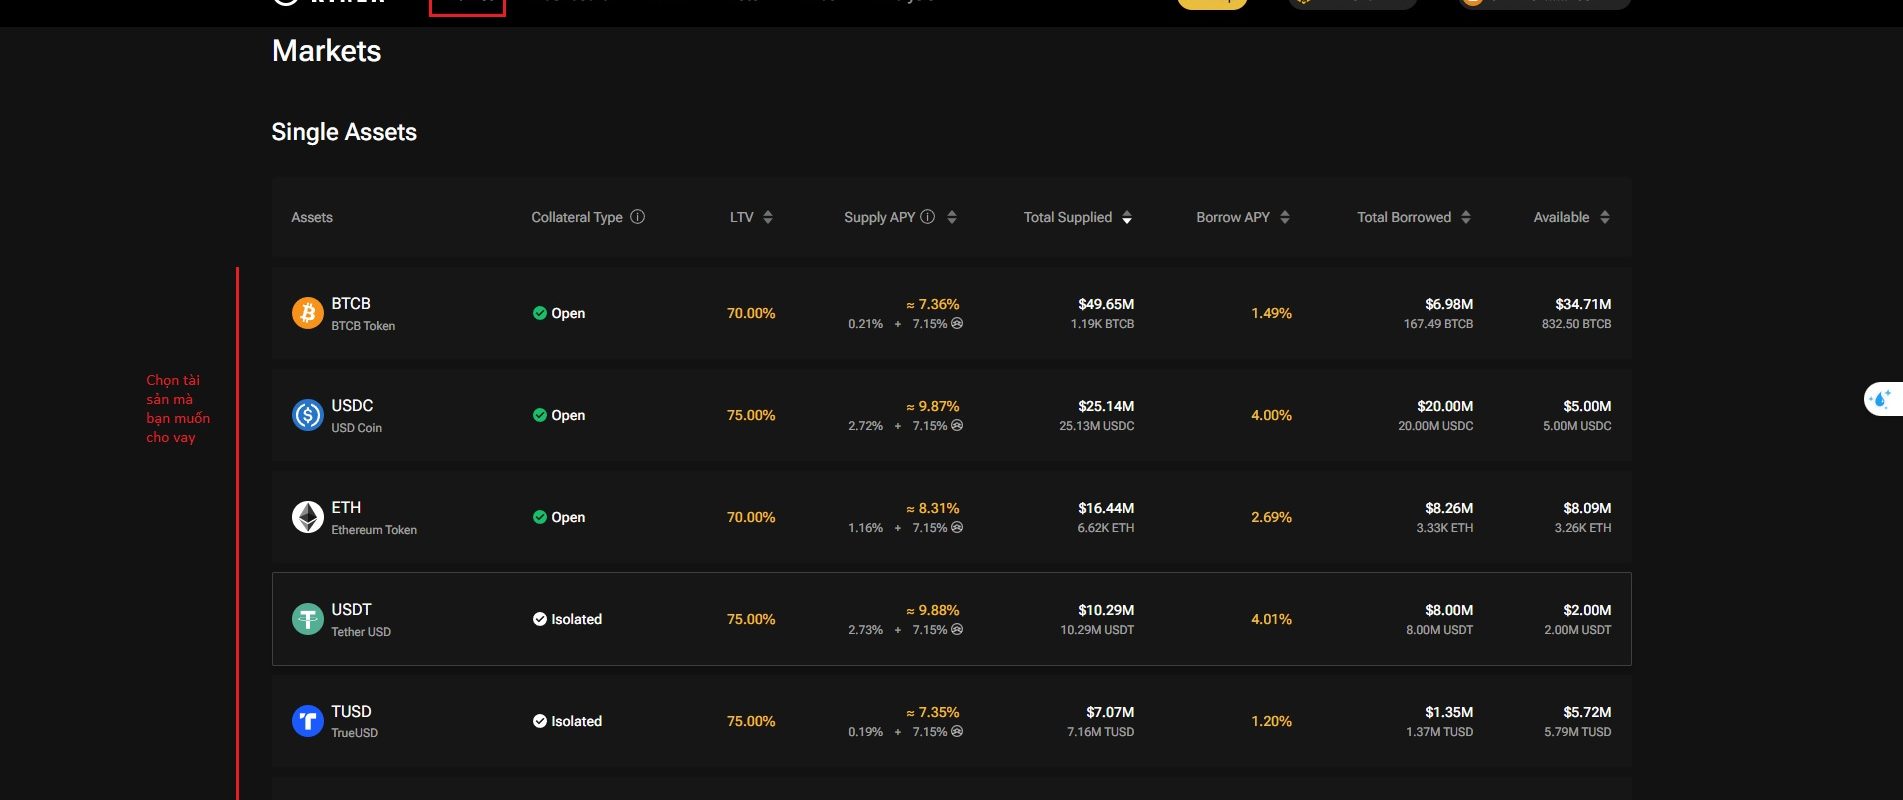 Markets
Single Assets
Assets Collateral Type LTV Supply APY Total Supplied Borrow APY Total Borrowed Available
BTCB
BTCB Token
Open
70.00%
≈ 7.36%
0.21% + 7.15%
$49.65M
1.19K BTCB
1.49%
$6.98M
167.49 BTCB
$34.71M
832.50 BTCB
Chọn tài
sản mà
bạn muốn
cho vay
USDC
USD Coin
Open
75.00%
≈ 9.87%
2.72% + 7.15%
$25.14M
25.13M USDC
4.00%
$20.00M
20.00M USDC
$5.00M
5.00M USDC
ETH
Ethereum Token
Open
70.00%
≈ 8.31%
1.16% + 7.15%
$16.44M
6.62K ETH
2.69%
$8.26M
3.33K ETH
$8.09M
3.26K ETH
USDT
Tether USD
Isolated
75.00%
≈ 9.88%
2.73% + 7.15%
$10.29M
10.29M USDT
4.01%
$8.00M
8.00M USDT
$2.00M
2.00M USDT
TUSD
TrueUSD
Isolated
75.00%
≈ 7.35%
0.19% + 7.15%
$7.07M
7.16M TUSD
1.20%
$1.35M
1.37M TUSD
$5.72M
5.79M TUSD